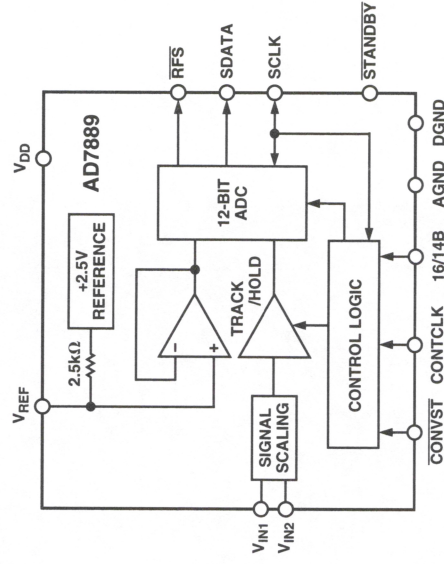 V_REF
V_DD
2.5kΩ
+2.5V
REFERENCE
AD7889
−
+
TRACK
/HOLD
12-BIT
ADC
RFS
SDATA
SCLK
STANDBY
V_IN1
V_IN2
SIGNAL
SCALING
CONTROL LOGIC
CONVST
CONTCLK
16/14B
AGND
DGND